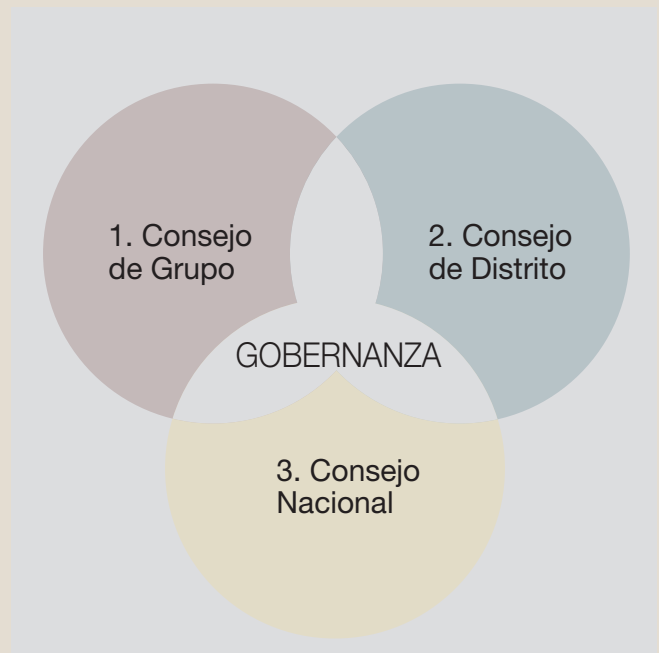 1. Consejo
de Grupo
2. Consejo
de Distrito
GOBERNANZA
3. Consejo
Nacional